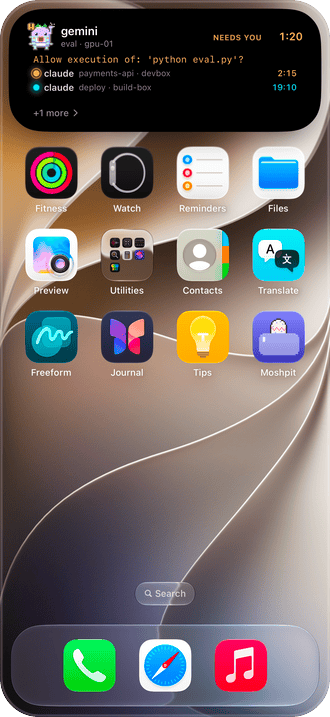 gemini
NEEDS YOU 1:20
eval · gpu-01
Allow execution of: 'python eval.py'?
claude payments-api · devbox 2:15
claude deploy · build-box 19:10
+1 more >
Fitness Watch Reminders Files
A 文
Preview Utilities Contacts Translate
Freeform Journal Tips Moshpit
Search